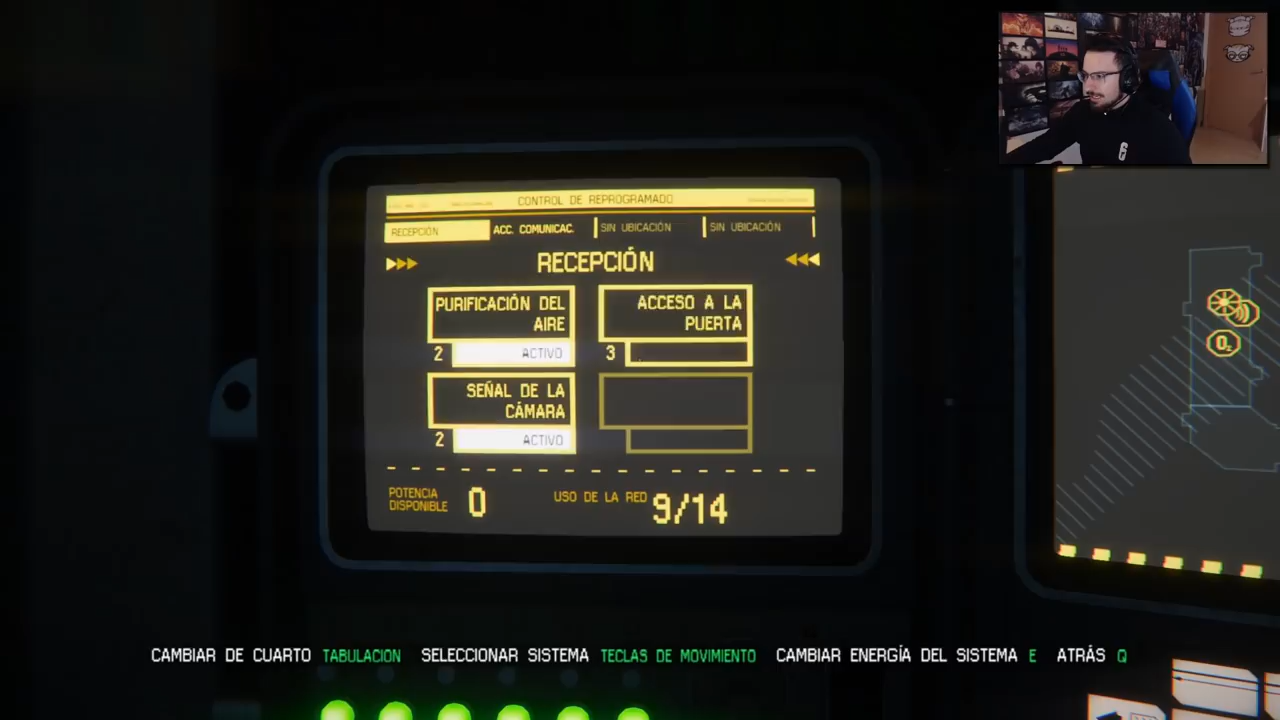 CONTROL DE REPROGRAMADO
RECEPCIÓN
ACC. COMUNICAC.
SIN UBICACIÓN
SIN UBICACIÓN
RECEPCIÓN
PURIFICACIÓN DEL
AIRE
2 ACTIVO
ACCESO A LA
PUERTA
3
SEÑAL DE LA
CÁMARA
2 ACTIVO
POTENCIA
DISPONIBLE
0
USO DE LA RED
9/14
O₂
CAMBIAR DE CUARTO TABULACION SELECCIONAR SISTEMA TECLAS DE MOVIMIENTO CAMBIAR ENERGÍA DEL SISTEMA E ATRÁS Q